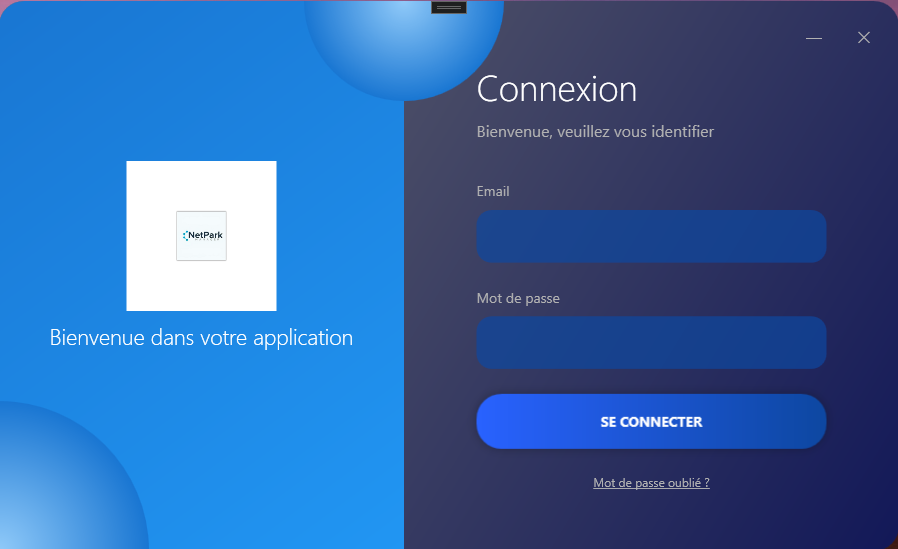 Connexion
Bienvenue, veuillez vous identifier
Email
NetPark
Mot de passe
Bienvenue dans votre application
SE CONNECTER
Mot de passe oublié ?